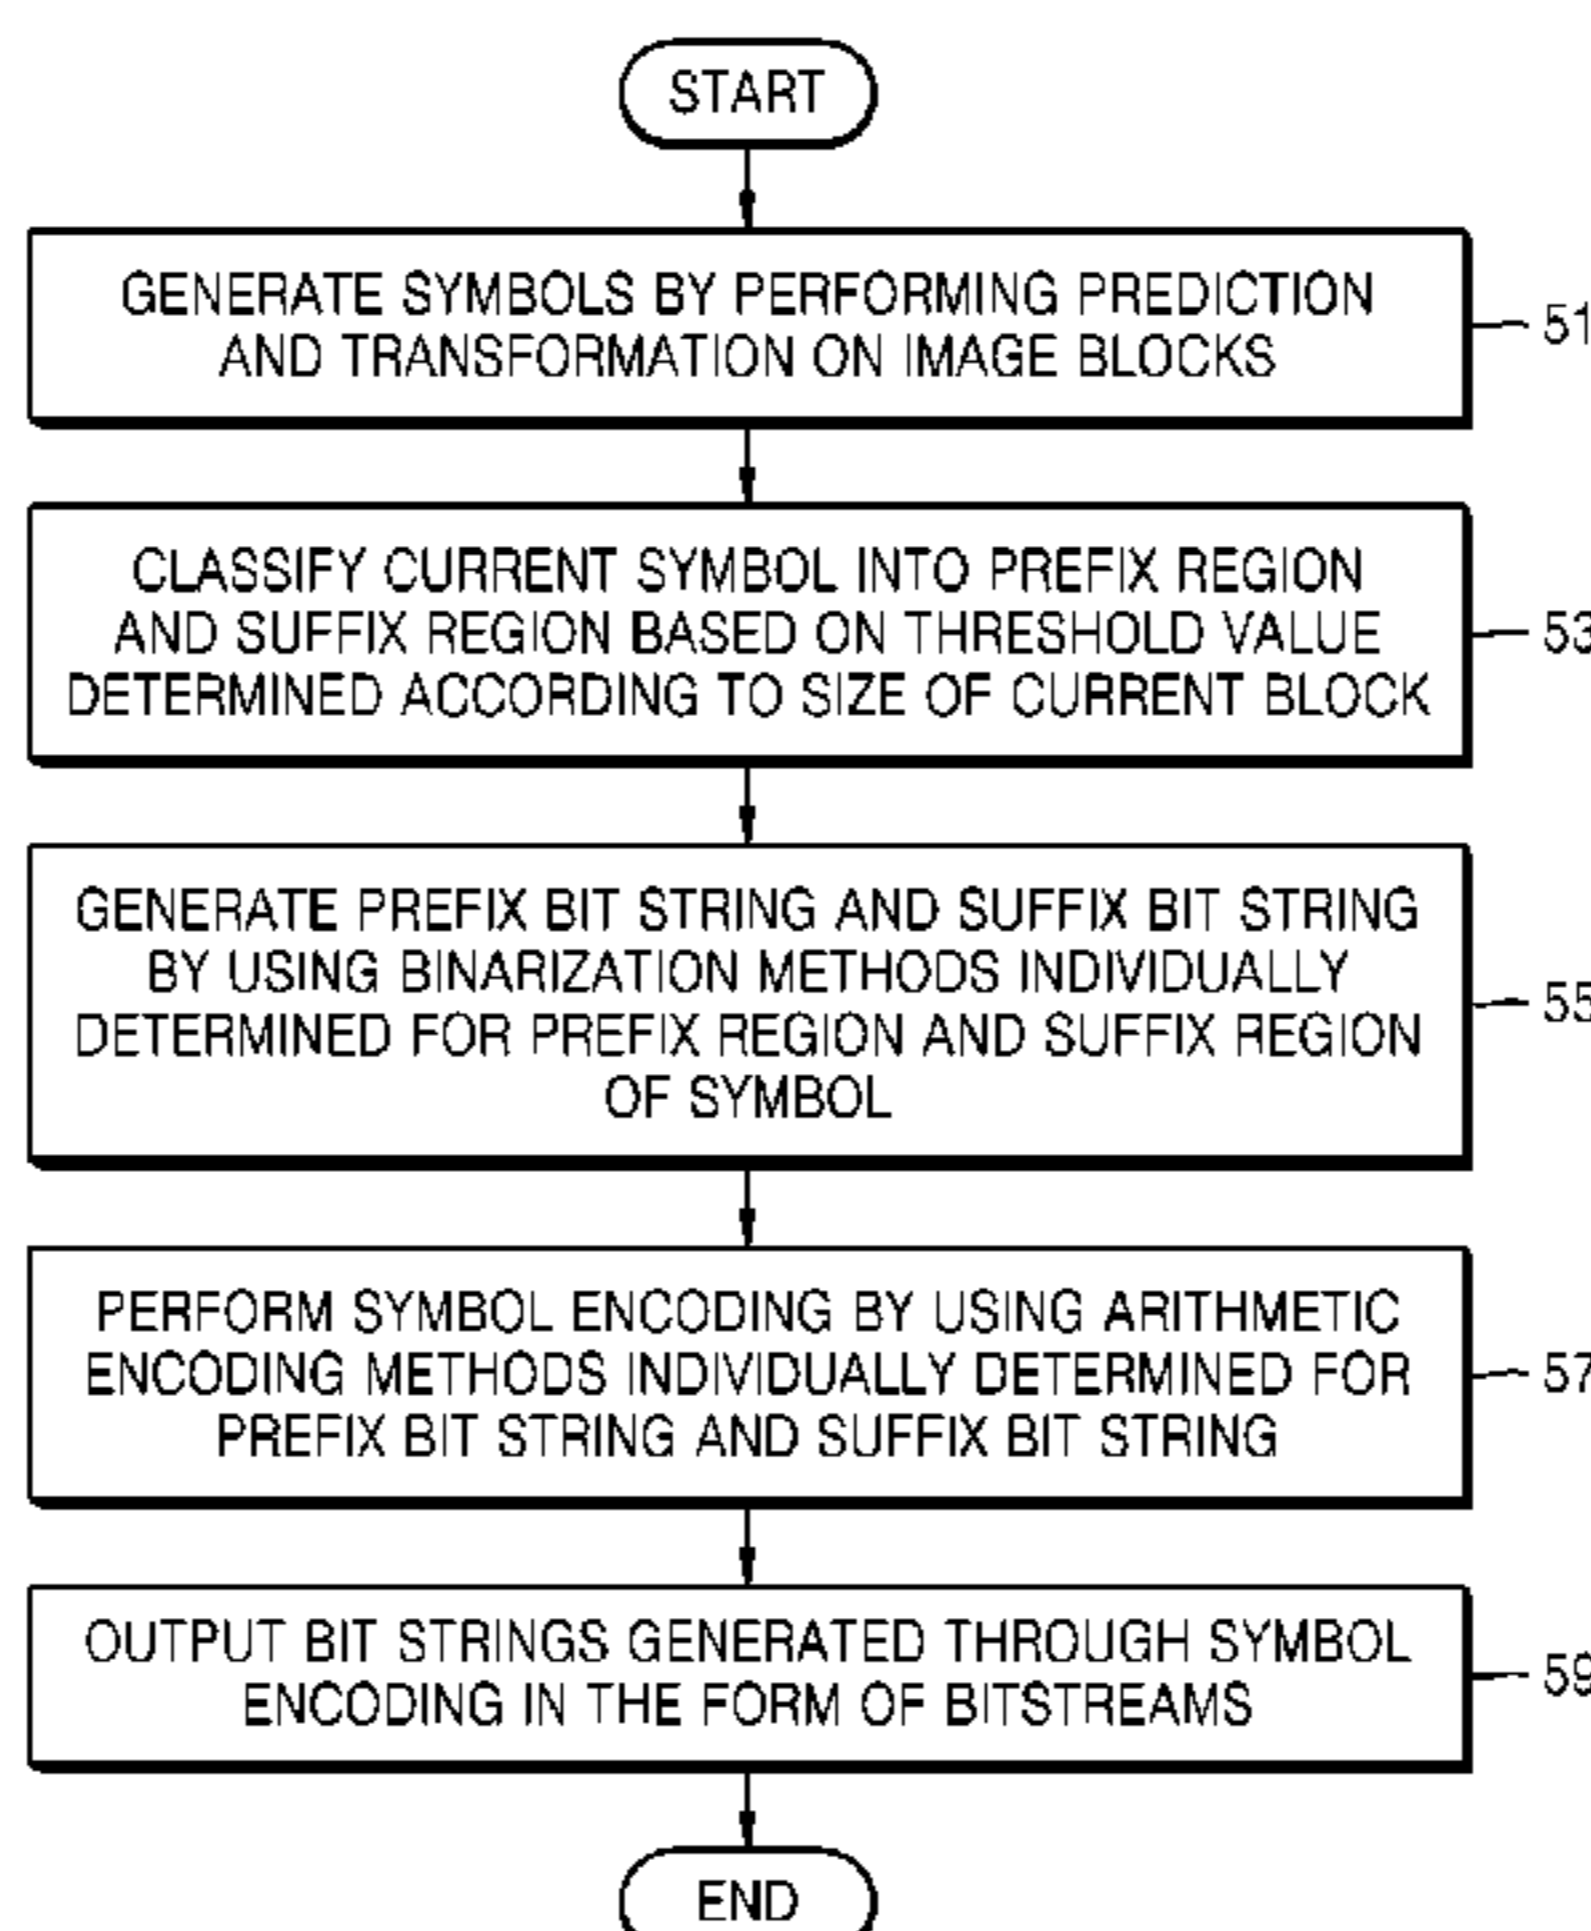 START
GENERATE SYMBOLS BY PERFORMING PREDICTION
AND TRANSFORMATION ON IMAGE BLOCKS
51
CLASSIFY CURRENT SYMBOL INTO PREFIX REGION
AND SUFFIX REGION BASED ON THRESHOLD VALUE
DETERMINED ACCORDING TO SIZE OF CURRENT BLOCK
53
GENERATE PREFIX BIT STRING AND SUFFIX BIT STRING
BY USING BINARIZATION METHODS INDIVIDUALLY
DETERMINED FOR PREFIX REGION AND SUFFIX REGION
OF SYMBOL
55
PERFORM SYMBOL ENCODING BY USING ARITHMETIC
ENCODING METHODS INDIVIDUALLY DETERMINED FOR
PREFIX BIT STRING AND SUFFIX BIT STRING
57
OUTPUT BIT STRINGS GENERATED THROUGH SYMBOL
ENCODING IN THE FORM OF BITSTREAMS
59
END